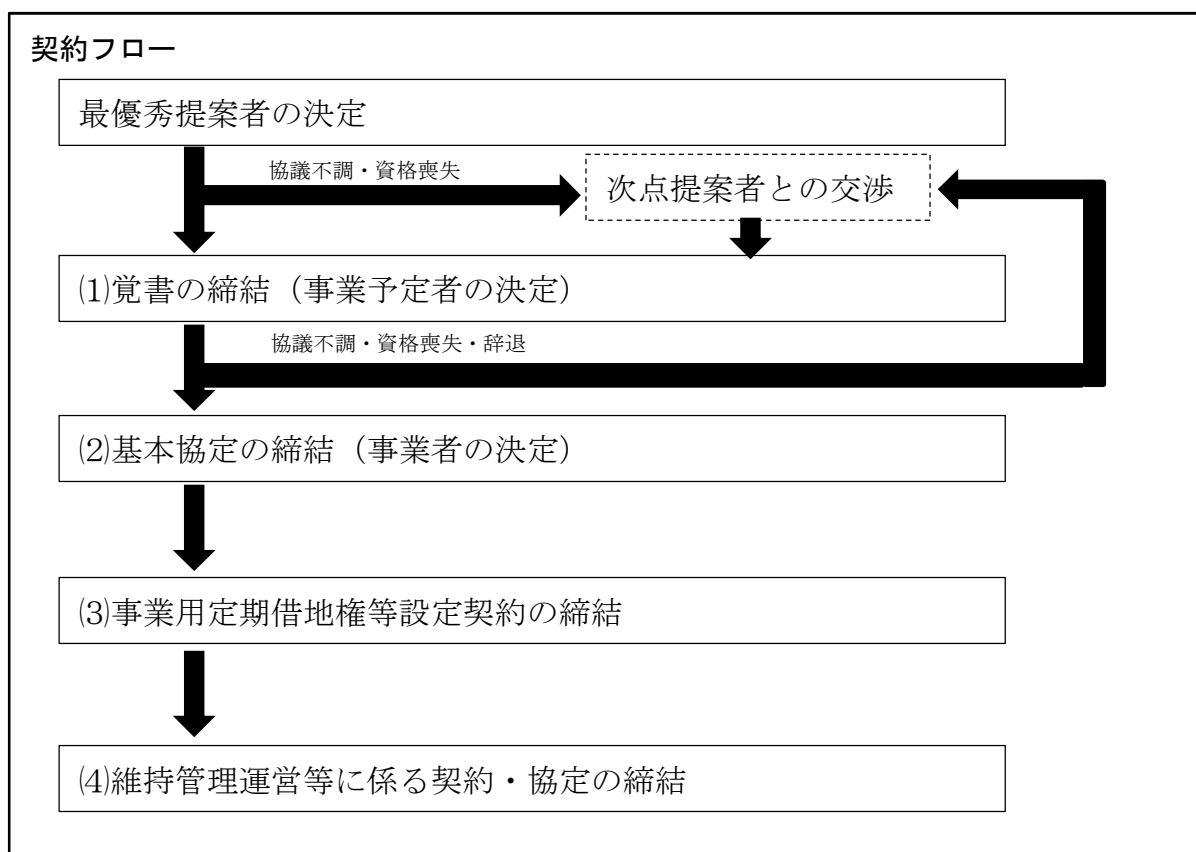 契約フロー
最優秀提案者の決定
協議不調・資格喪失
次点提案者との交渉
⑴覚書の締結（事業予定者の決定）
協議不調・資格喪失・辞退
⑵基本協定の締結（事業者の決定）
⑶事業用定期借地権等設定契約の締結
⑷維持管理運営等に係る契約・協定の締結